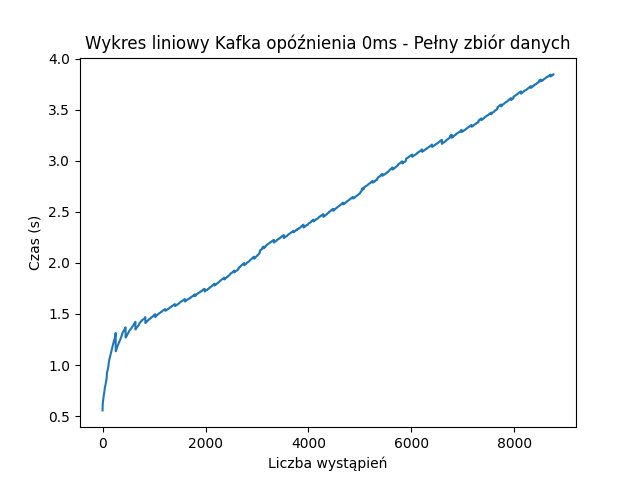 Wykres liniowy Kafka opóźnienia 0ms - Pełny zbiór danych
4.0
3.5
3.0
2.5
2.0
1.5
1.0
0.5
Czas (s)
0 2000 4000 6000 8000
Liczba wystąpień